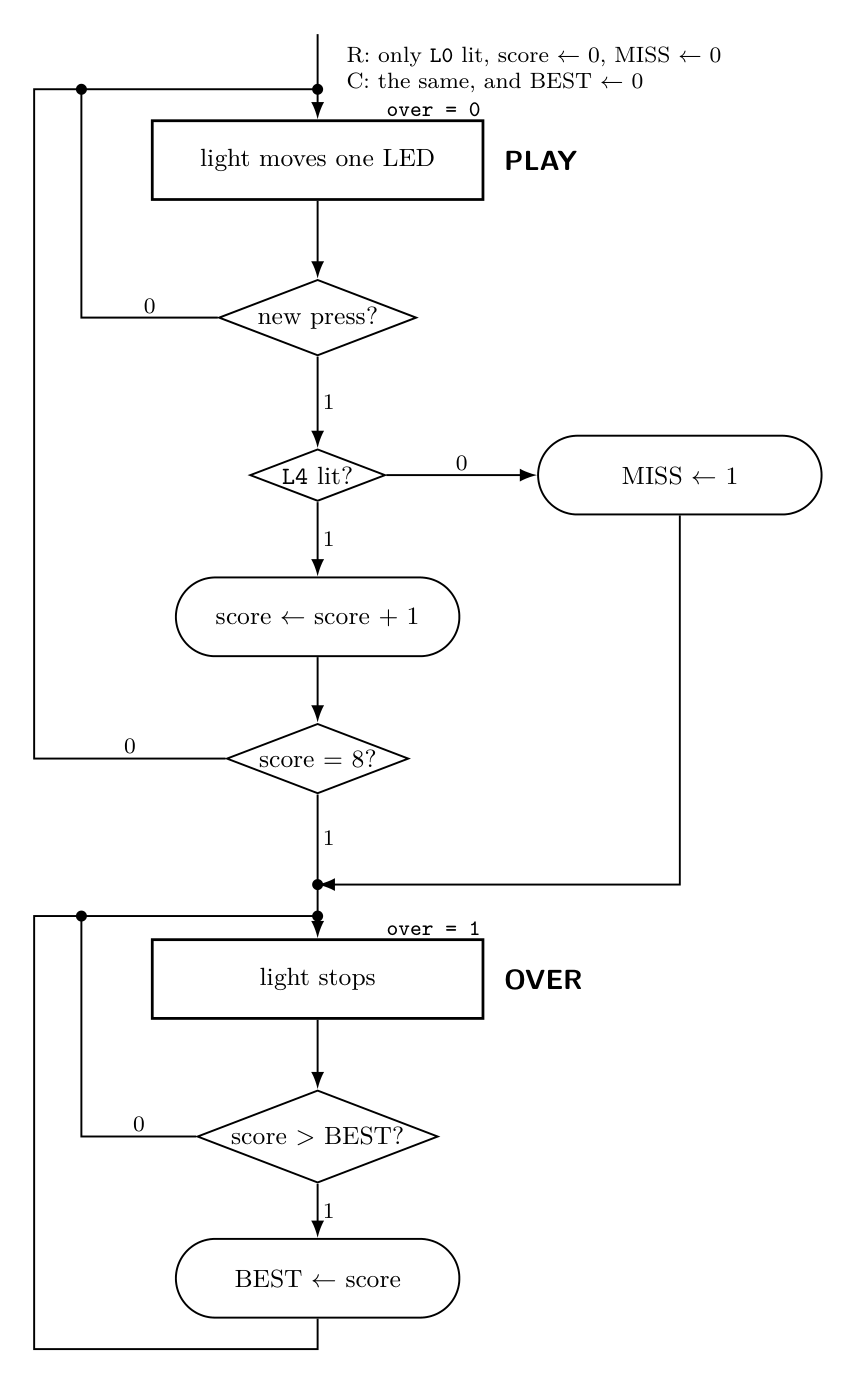 R: only L0 lit, score ← 0, MISS ← 0
C: the same, and BEST ← 0
over = 0
light moves one LED
PLAY
0
new press?
1
L4 lit?
0
MISS ← 1
1
score ← score + 1
0
score = 8?
1
over = 1
light stops
OVER
0
score > BEST?
1
BEST ← score